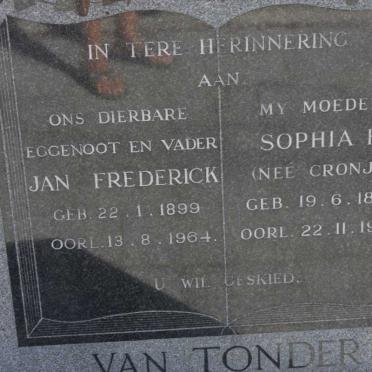 IN TERE HERINNERING
AAN
ONS DIERBARE
EGGENOOT EN VADER
JAN FREDERICK
GEB. 22.1.1899
OORL. 13.8.1964.
MY MOEDE
SOPHIA
(NEÉ CRONJ
GEB. 19.6.18
OORL. 22.11.19
U WIL GESKIED.
VAN TONDER